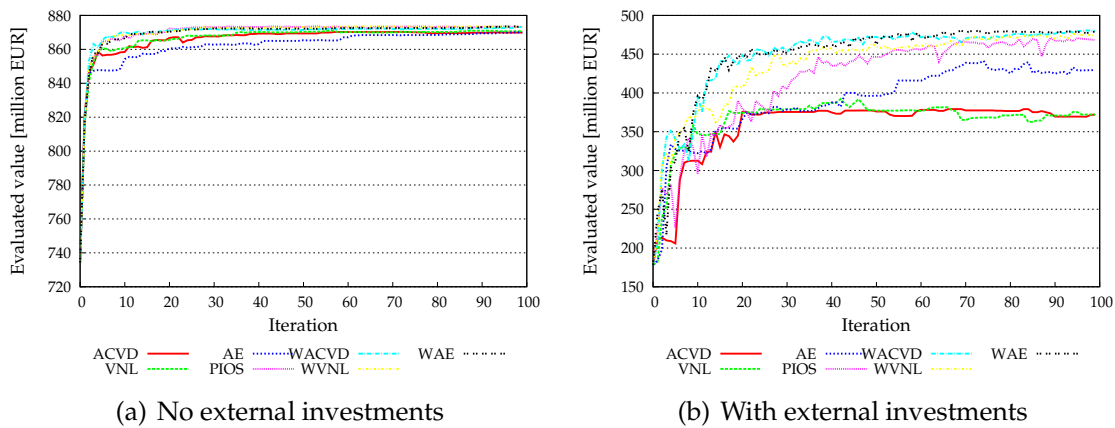 Evaluated value [million EUR]
880
860
840
820
800
780
760
740
720
0 10 20 30 40 50 60 70 80 90 100
Iteration
ACVD AE WACVD WAE
VNL PIOS WVNL
(a) No external investments
Evaluated value [million EUR]
500
450
400
350
300
250
200
150
0 10 20 30 40 50 60 70 80 90 100
Iteration
ACVD AE WACVD WAE
VNL PIOS WVNL
(b) With external investments